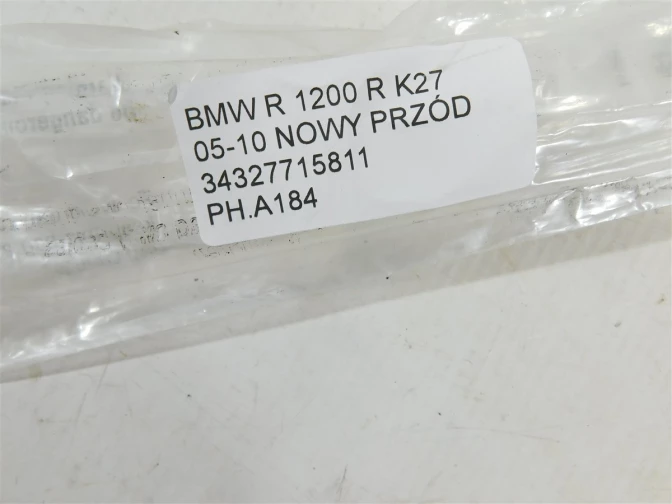 BMW R 1200 R K27
05-10 NOWY PRZÓD
34327715811
PH.A184